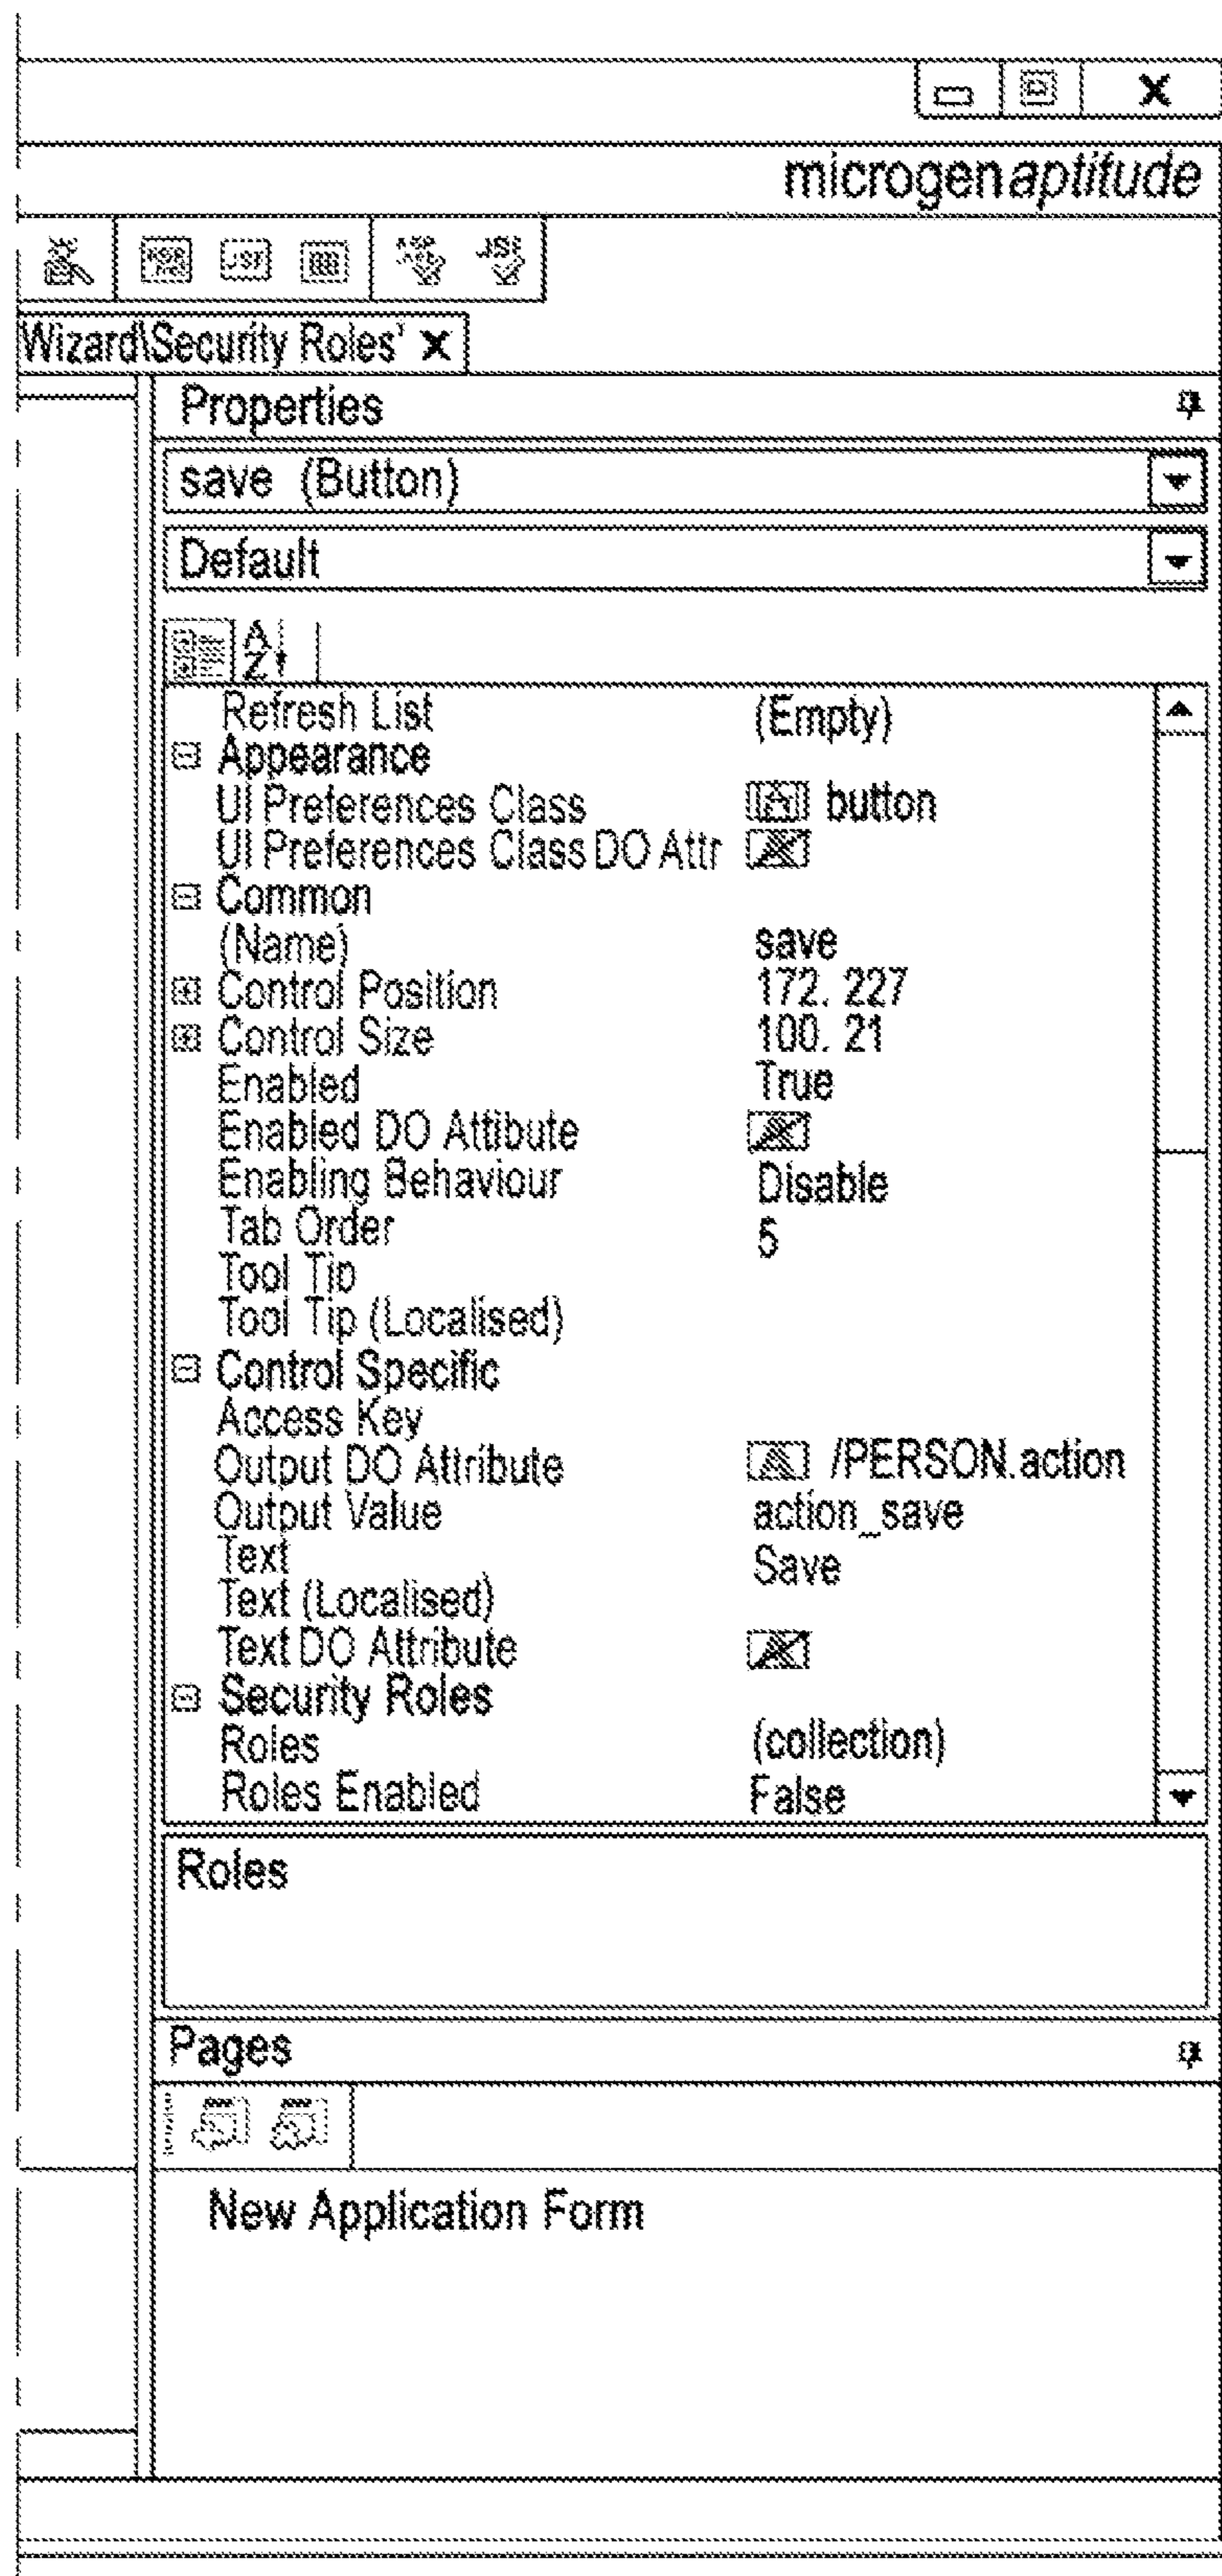 microgenaptitude
JSF
JSF
Wizard\Security Roles' x
Properties
save (Button)
Default
A
Z
Refresh List (Empty)
Appearance
UI Preferences Class button
UI Preferences Class DO Attr
Common
(Name) save
Control Position 172. 227
Control Size 100. 21
Enabled True
Enabled DO Attibute
Enabling Behaviour Disable
Tab Order 5
Tool Tip
Tool Tip (Localised)
Control Specific
Access Key
Output DO Attribute /PERSON.action
Output Value action_save
Text Save
Text (Localised)
Text DO Attribute
Security Roles
Roles (collection)
Roles Enabled False
Roles
Pages
New Application Form